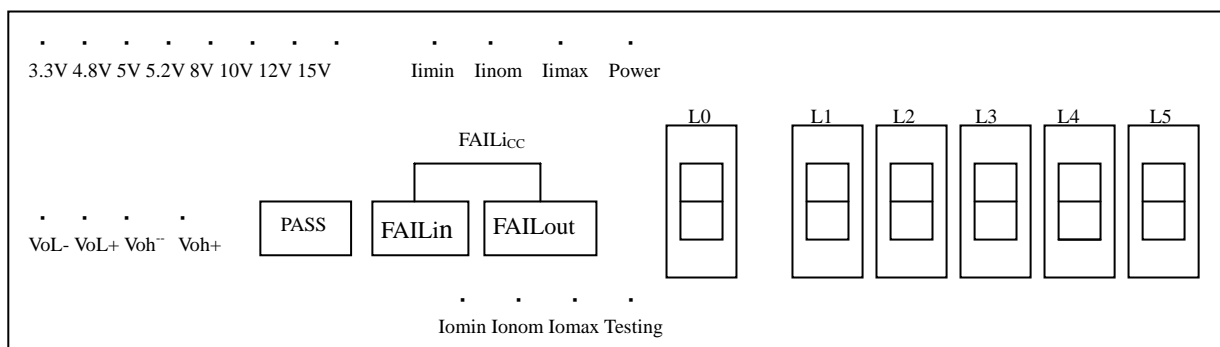 3.3V 4.8V 5V 5.2V 8V 10V 12V 15V
Iimin Iinom Iimax Power
L0 L1 L2 L3 L4 L5
FAILiCC
PASS FAILin FAILout
VoL- VoL+ Voh-- Voh+
Iomin Ionom Iomax Testing